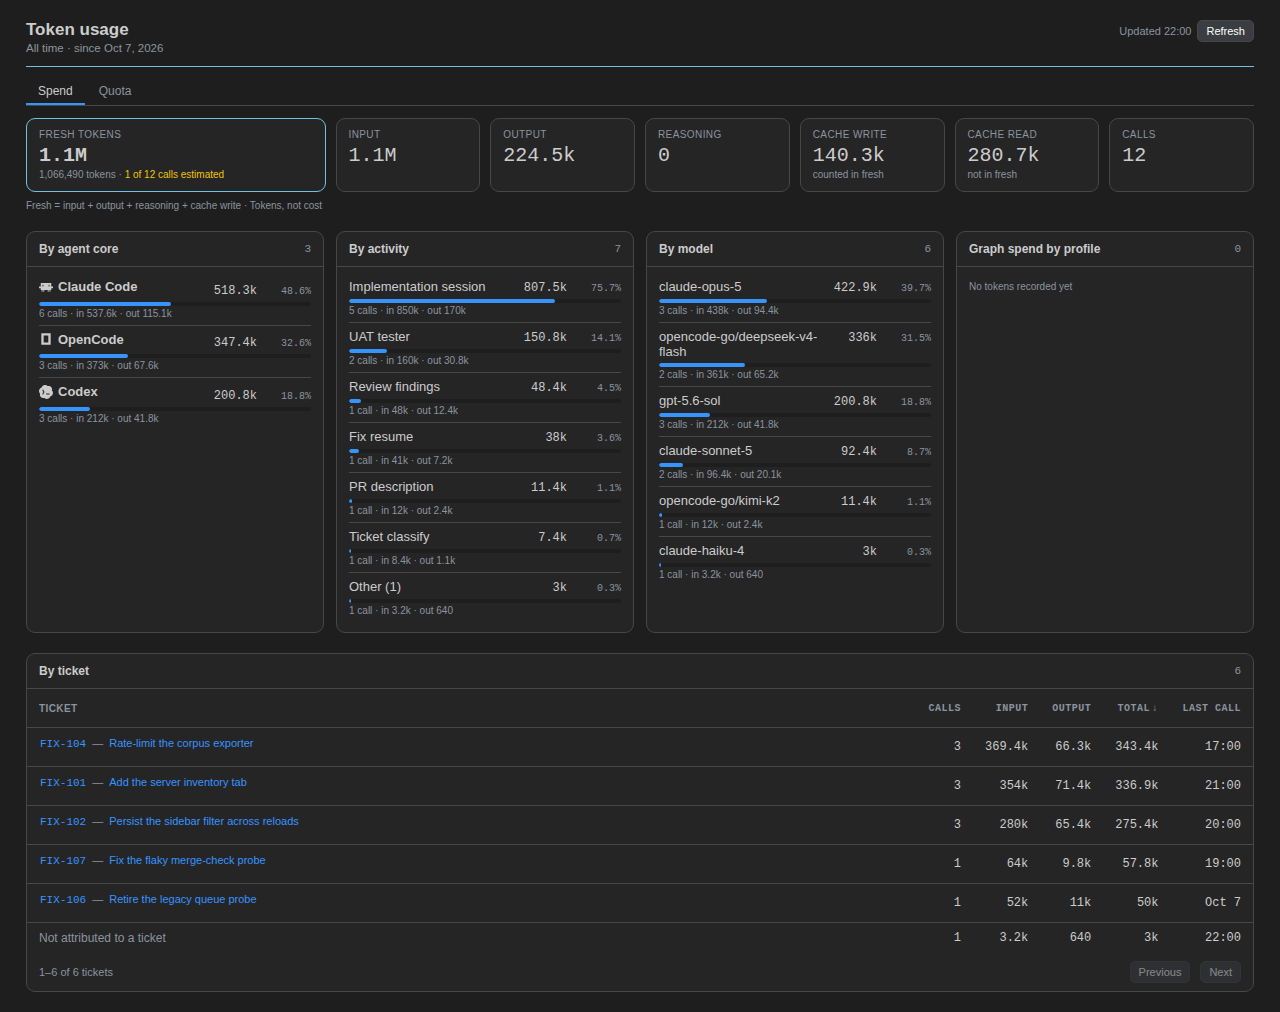 Token usage
All time · since Oct 7, 2026
Updated 22:00 Refresh
Spend Quota
FRESH TOKENS
1.1M
1,066,490 tokens · 1 of 12 calls estimated
INPUT
1.1M
OUTPUT
224.5k
REASONING
0
CACHE WRITE
140.3k
counted in fresh
CACHE READ
280.7k
not in fresh
CALLS
12
Fresh = input + output + reasoning + cache write · Tokens, not cost
By agent core 3
Claude Code 518.3k 48.6%
6 calls · in 537.6k · out 115.1k
OpenCode 347.4k 32.6%
3 calls · in 373k · out 67.6k
Codex 200.8k 18.8%
3 calls · in 212k · out 41.8k
By activity 7
Implementation session 807.5k 75.7%
5 calls · in 850k · out 170k
UAT tester 150.8k 14.1%
2 calls · in 160k · out 30.8k
Review findings 48.4k 4.5%
1 call · in 48k · out 12.4k
Fix resume 38k 3.6%
1 call · in 41k · out 7.2k
PR description 11.4k 1.1%
1 call · in 12k · out 2.4k
Ticket classify 7.4k 0.7%
1 call · in 8.4k · out 1.1k
Other (1) 3k 0.3%
1 call · in 3.2k · out 640
By model 6
claude-opus-5 422.9k 39.7%
3 calls · in 438k · out 94.4k
opencode-go/deepseek-v4-flash 336k 31.5%
2 calls · in 361k · out 65.2k
gpt-5.6-sol 200.8k 18.8%
3 calls · in 212k · out 41.8k
claude-sonnet-5 92.4k 8.7%
2 calls · in 96.4k · out 20.1k
opencode-go/kimi-k2 11.4k 1.1%
1 call · in 12k · out 2.4k
claude-haiku-4 3k 0.3%
1 call · in 3.2k · out 640
Graph spend by profile 0
No tokens recorded yet
By ticket 6
TICKET CALLS INPUT OUTPUT TOTAL ↓ LAST CALL
FIX-104 — Rate-limit the corpus exporter 3 369.4k 66.3k 343.4k 17:00
FIX-101 — Add the server inventory tab 3 354k 71.4k 336.9k 21:00
FIX-102 — Persist the sidebar filter across reloads 3 280k 65.4k 275.4k 20:00
FIX-107 — Fix the flaky merge-check probe 1 64k 9.8k 57.8k 19:00
FIX-106 — Retire the legacy queue probe 1 52k 11k 50k Oct 7
Not attributed to a ticket 1 3.2k 640 3k 22:00
1–6 of 6 tickets Previous Next